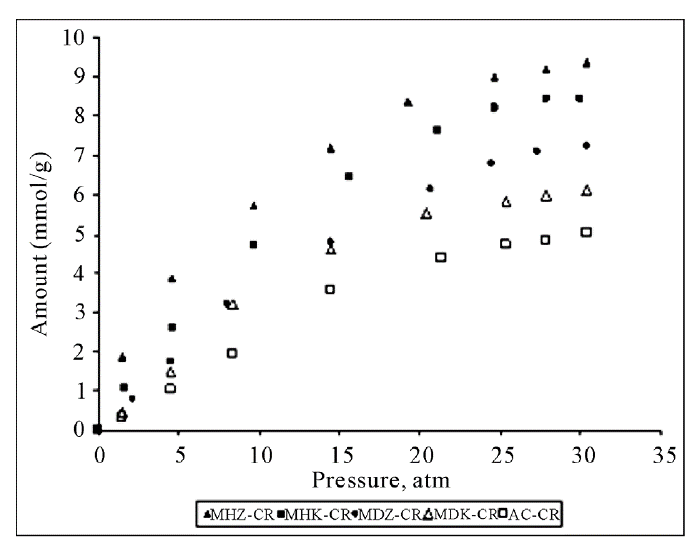 10
9
8
7
6
5
4
3
2
1
0
Amount (mmol/g)
0 5 10 15 20 25 30 35
Pressure, atm
MHZ-CR MHK-CR MDZ-CR MDK-CR AC-CR